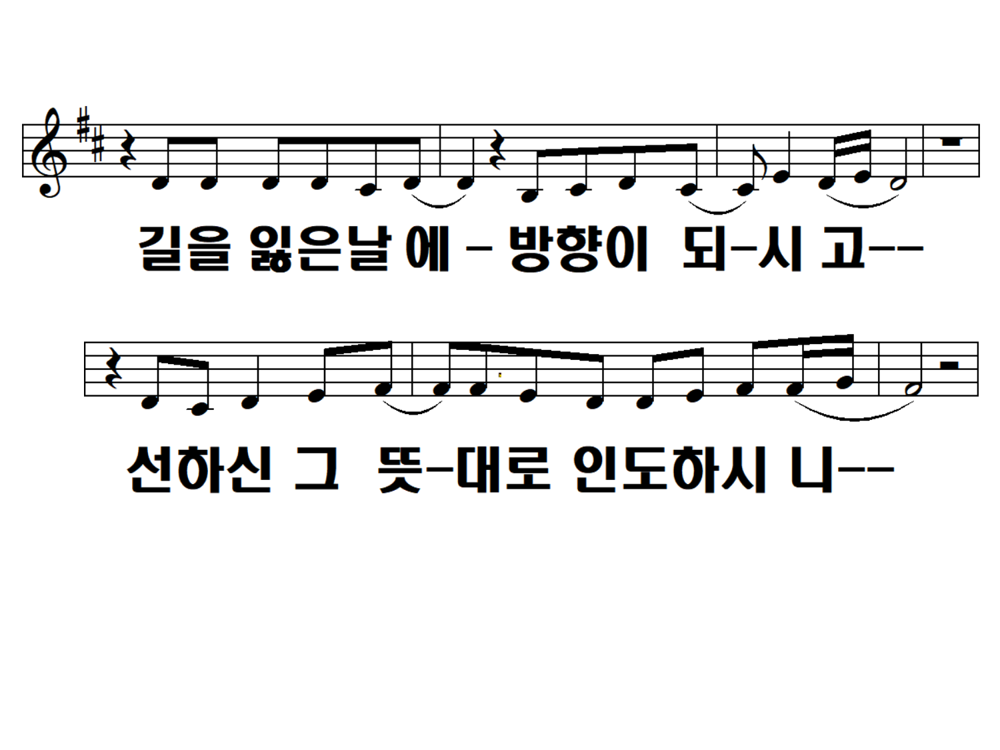 길을 잃은날 에 - 방향이 되-시 고--
선하신 그 뜻-대로 인도하시 니--